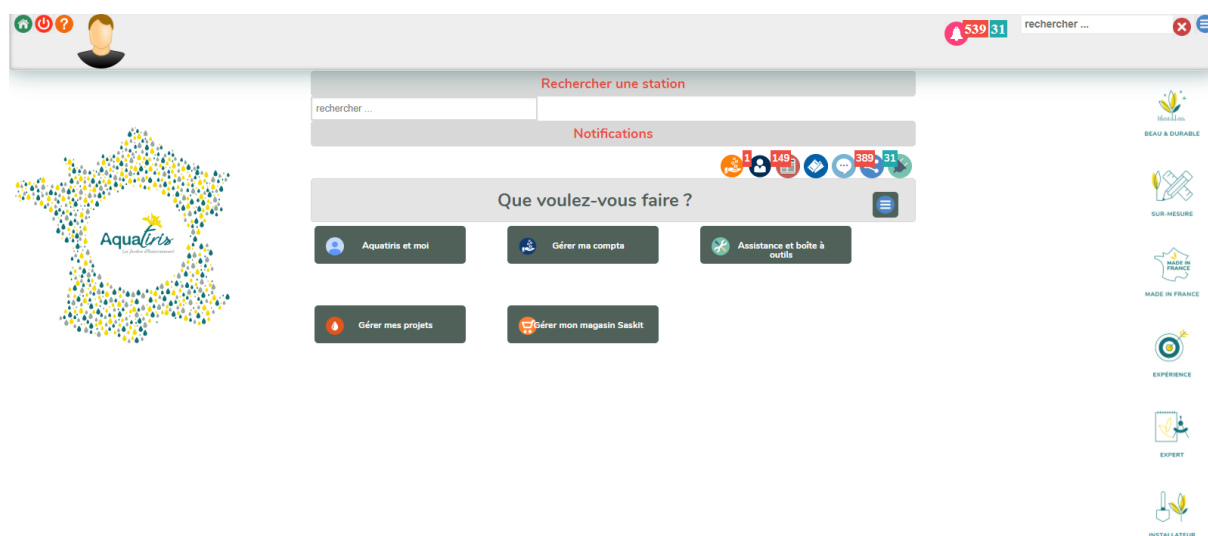 539 31
rechercher ...
Rechercher une station
rechercher ...
Notifications
1
149
389
31
Que voulez-vous faire ?
Aquatiris et moi
Gérer ma compta
Assistance et boîte à
outils
Gérer mes projets
Gérer mon magasin Saskit
Aquatiris
BEAU & DURABLE
SUR-MESURE
MADE IN
FRANCE
MADE IN FRANCE
EXPÉRIENCE
EXPERT
INSTALLATEUR